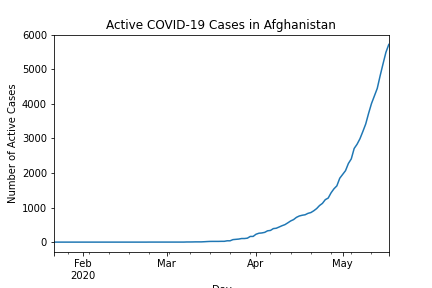 Active COVID-19 Cases in Afghanistan
6000
5000
4000
3000
2000
1000
0
Number of Active Cases
Feb
2020
Mar
Apr
May